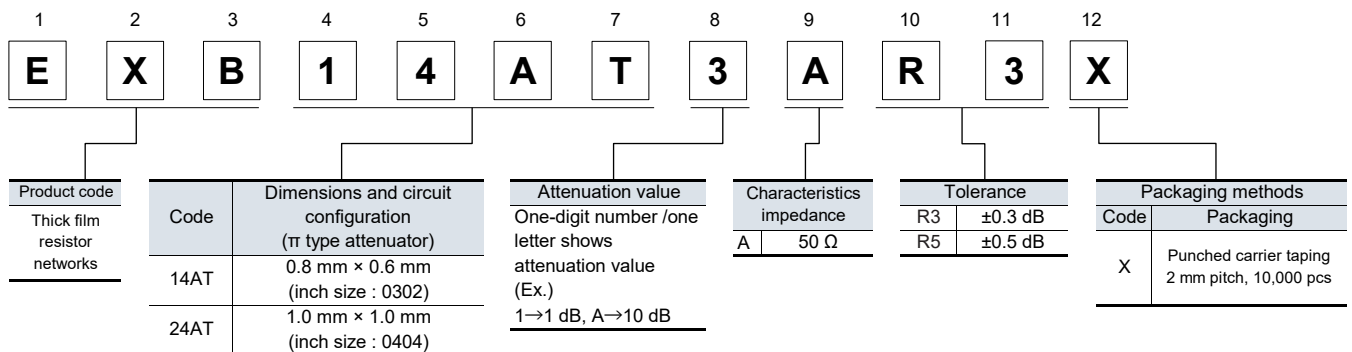 1 2 3 4 5 6 7 8 9 10 11 12
E X B 1 4 A T 3 A R 3 X
Product code
Thick film
resistor
networks
Code
Dimensions and circuit
configuration
(π type attenuator)
14AT
0.8 mm × 0.6 mm
(inch size : 0302)
24AT
1.0 mm × 1.0 mm
(inch size : 0404)
Attenuation value
One-digit number /one
letter shows
attenuation value
(Ex.)
1→1 dB, A→10 dB
Characteristics
impedance
A 50 Ω
Tolerance
R3 ±0.3 dB
R5 ±0.5 dB
Packaging methods
Code Packaging
X
Punched carrier taping
2 mm pitch, 10,000 pcs